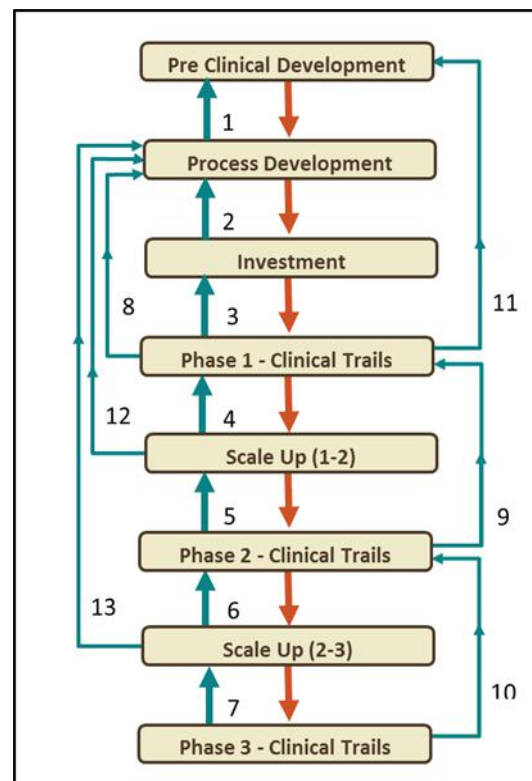 Pre Clinical Development
1
Process Development
2
Investment
8
3
11
Phase 1 - Clinical Trails
12
4
Scale Up (1-2)
5
9
Phase 2 - Clinical Trails
13
6
Scale Up (2-3)
7
10
Phase 3 - Clinical Trails